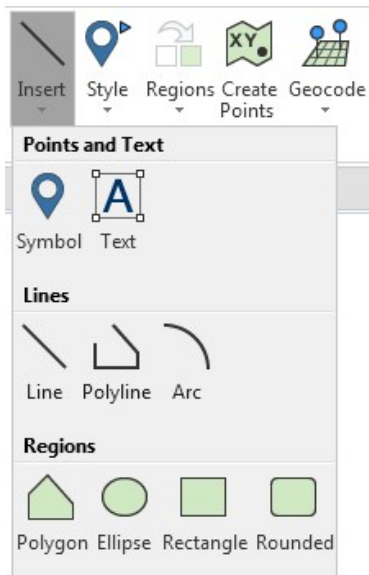 XY
Insert Style Regions Create Geocode
Points
Points and Text
A
Symbol Text
Lines
Line Polyline Arc
Regions
Polygon Ellipse Rectangle Rounded